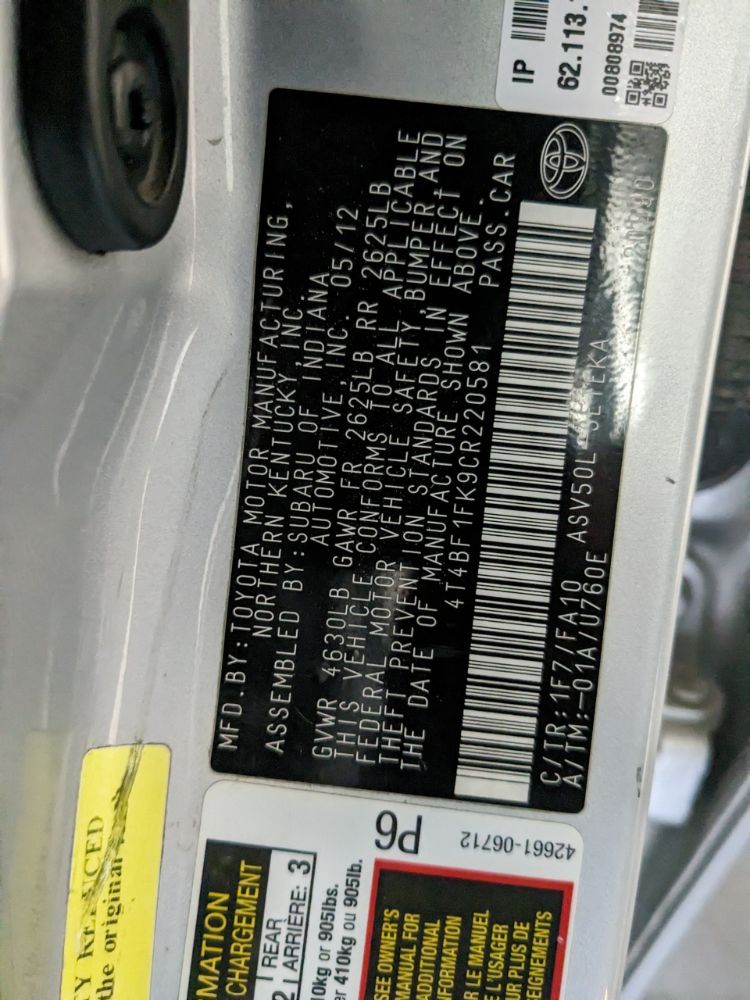 MFD.BY:TOYOTA MOTOR MANUFACTURING,
NORTHERN KENTUCKY,INC.
ASSEMBLED BY:SUBARU OF INDIANA
AUTOMOTIVE,INC. 05/12
GVWR 4630LB GAWR FR 2625LB RR 2625LB
THIS VEHICLE CONFORMS TO ALL APPLICABLE
FEDERAL MOTOR VEHICLE SAFETY,BUMPER AND
THEFT PREVENTION STANDARDS IN EFFECT ON
THE DATE OF MANUFACTURE SHOWN ABOVE.
4T4BF1FK9CR220581 PASS.CAR
C/TR:1F7/FA10 ASV50L
A/TM:-01A/U760E
IP
62.113.
00808974
the original
P6
42661-06712
MATION
CHARGEMENT
REAR
2 ARRIÈRE: 3
10kg or 905lbs.
410kg ou 905lb.
SEE OWNER'S
MANUAL FOR
ADDITIONAL
INFORMATION
LE MANUEL
L'USAGER
PLUS DE